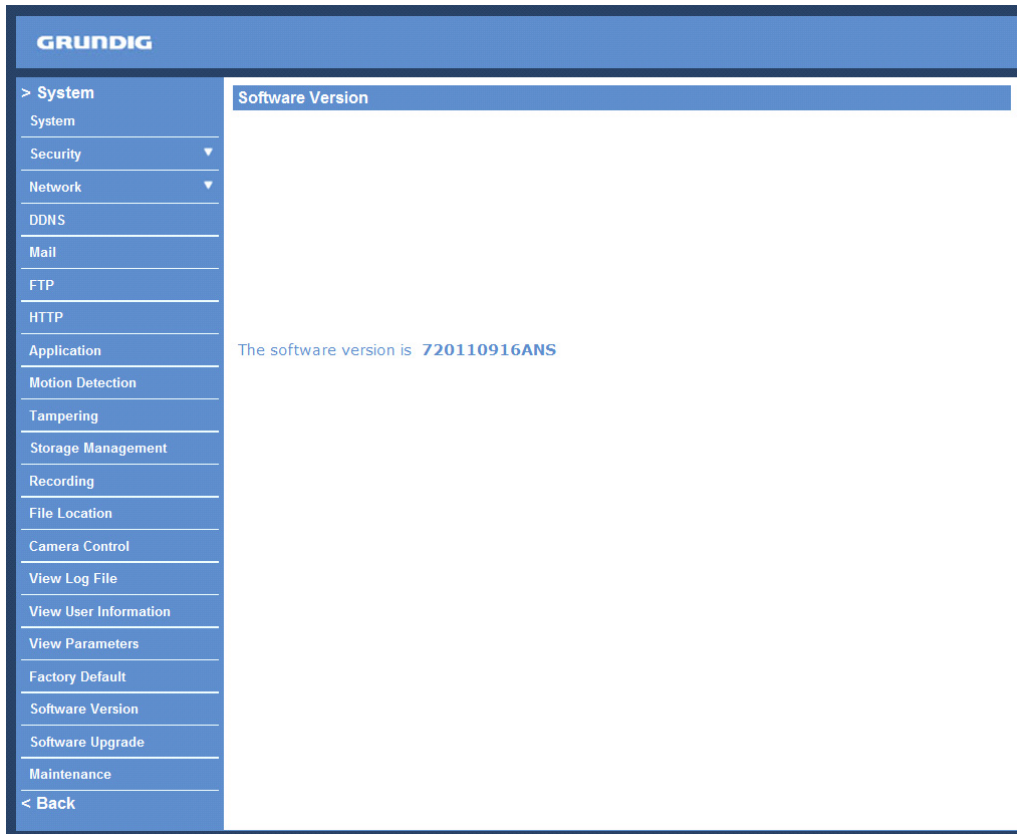 GRUNDIG
> System
System
Security
Network
DDNS
Mail
FTP
HTTP
Application
Motion Detection
Tampering
Storage Management
Recording
File Location
Camera Control
View Log File
View User Information
View Parameters
Factory Default
Software Version
Software Upgrade
Maintenance
< Back
Software Version
The software version is 720110916ANS